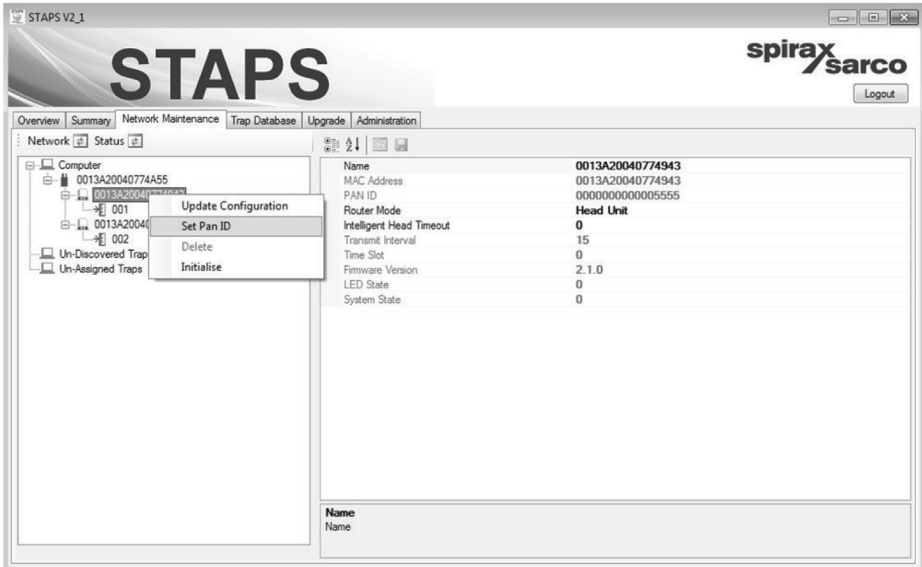 STAPS V2_1
STAPS
spirax
sarco
Logout
Overview Summary Network Maintenance Trap Database Upgrade Administration
Network Status
Computer
0013A20040774A55
0013A20040774943
001
0013A20040
002
Un-Discovered Trap
Un-Assigned Traps
Update Configuration
Set Pan ID
Delete
Initialise
Name 0013A20040774943
MAC Address 0013A20040774943
PAN ID 0000000000005555
Router Mode Head Unit
Intelligent Head Timeout 0
Transmit Interval 15
Time Slot 0
Firmware Version 2.1.0
LED State 0
System State 0
Name
Name